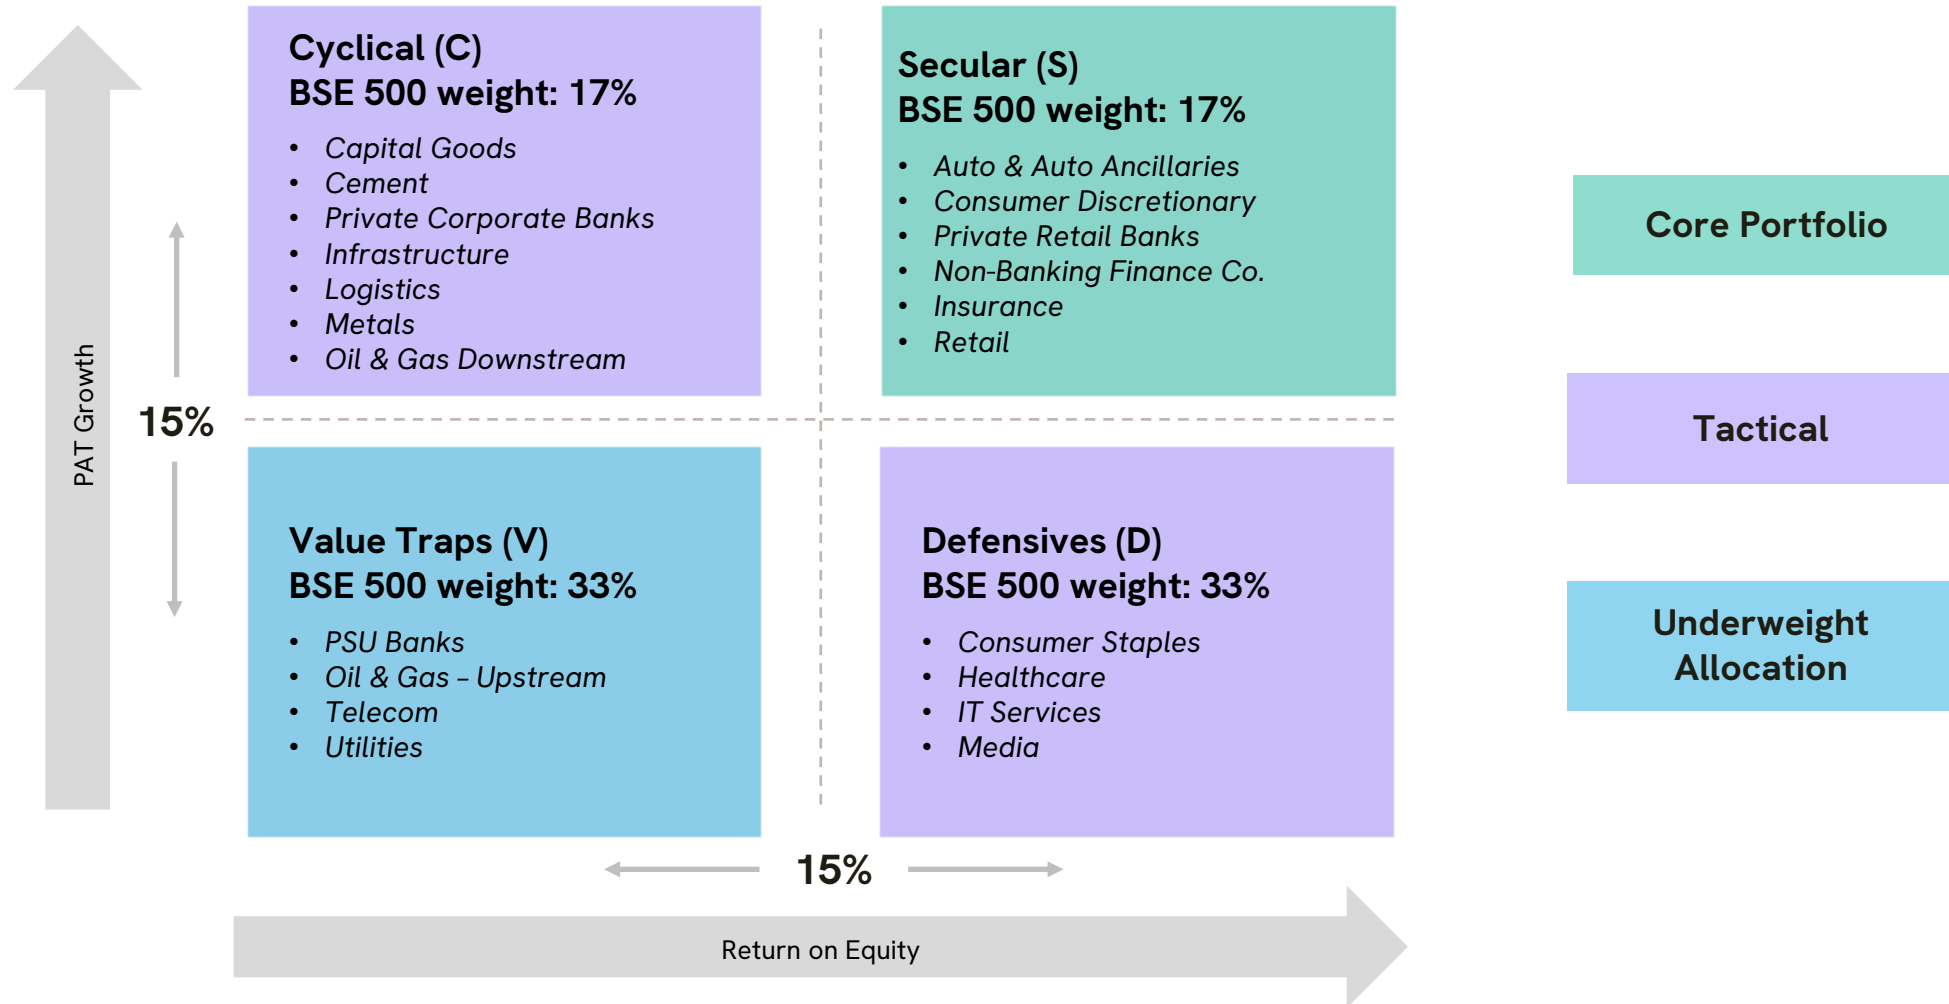 Cyclical (C)
BSE 500 weight: 17%
• Capital Goods
• Cement
• Private Corporate Banks
• Infrastructure
• Logistics
• Metals
• Oil & Gas Downstream
Secular (S)
BSE 500 weight: 17%
• Auto & Auto Ancillaries
• Consumer Discretionary
• Private Retail Banks
• Non-Banking Finance Co.
• Insurance
• Retail
Core Portfolio
Tactical
Underweight
Allocation
PAT Growth
15%
Value Traps (V)
BSE 500 weight: 33%
• PSU Banks
• Oil & Gas – Upstream
• Telecom
• Utilities
Defensives (D)
BSE 500 weight: 33%
• Consumer Staples
• Healthcare
• IT Services
• Media
15%
Return on Equity